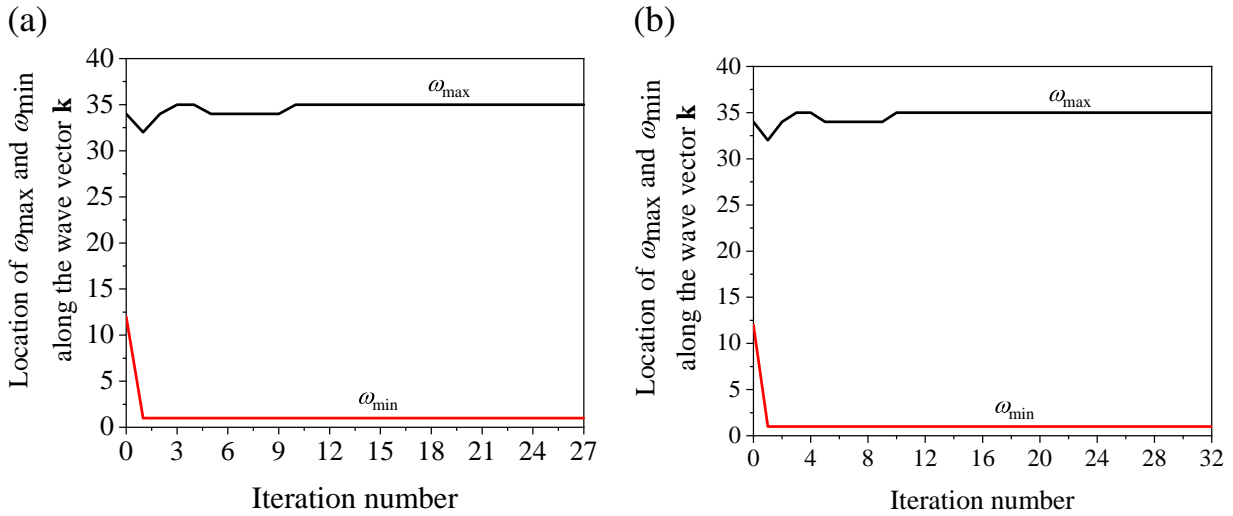 (a)
Location of ωmax and ωmin
along the wave vector k
40
35
30
25
20
15
10
5
0
ωmax
ωmin
0 3 6 9 12 15 18 21 24 27
Iteration number
(b)
Location of ωmax and ωmin
along the wave vector k
40
35
30
25
20
15
10
5
0
ωmax
ωmin
0 4 8 12 16 20 24 28 32
Iteration number